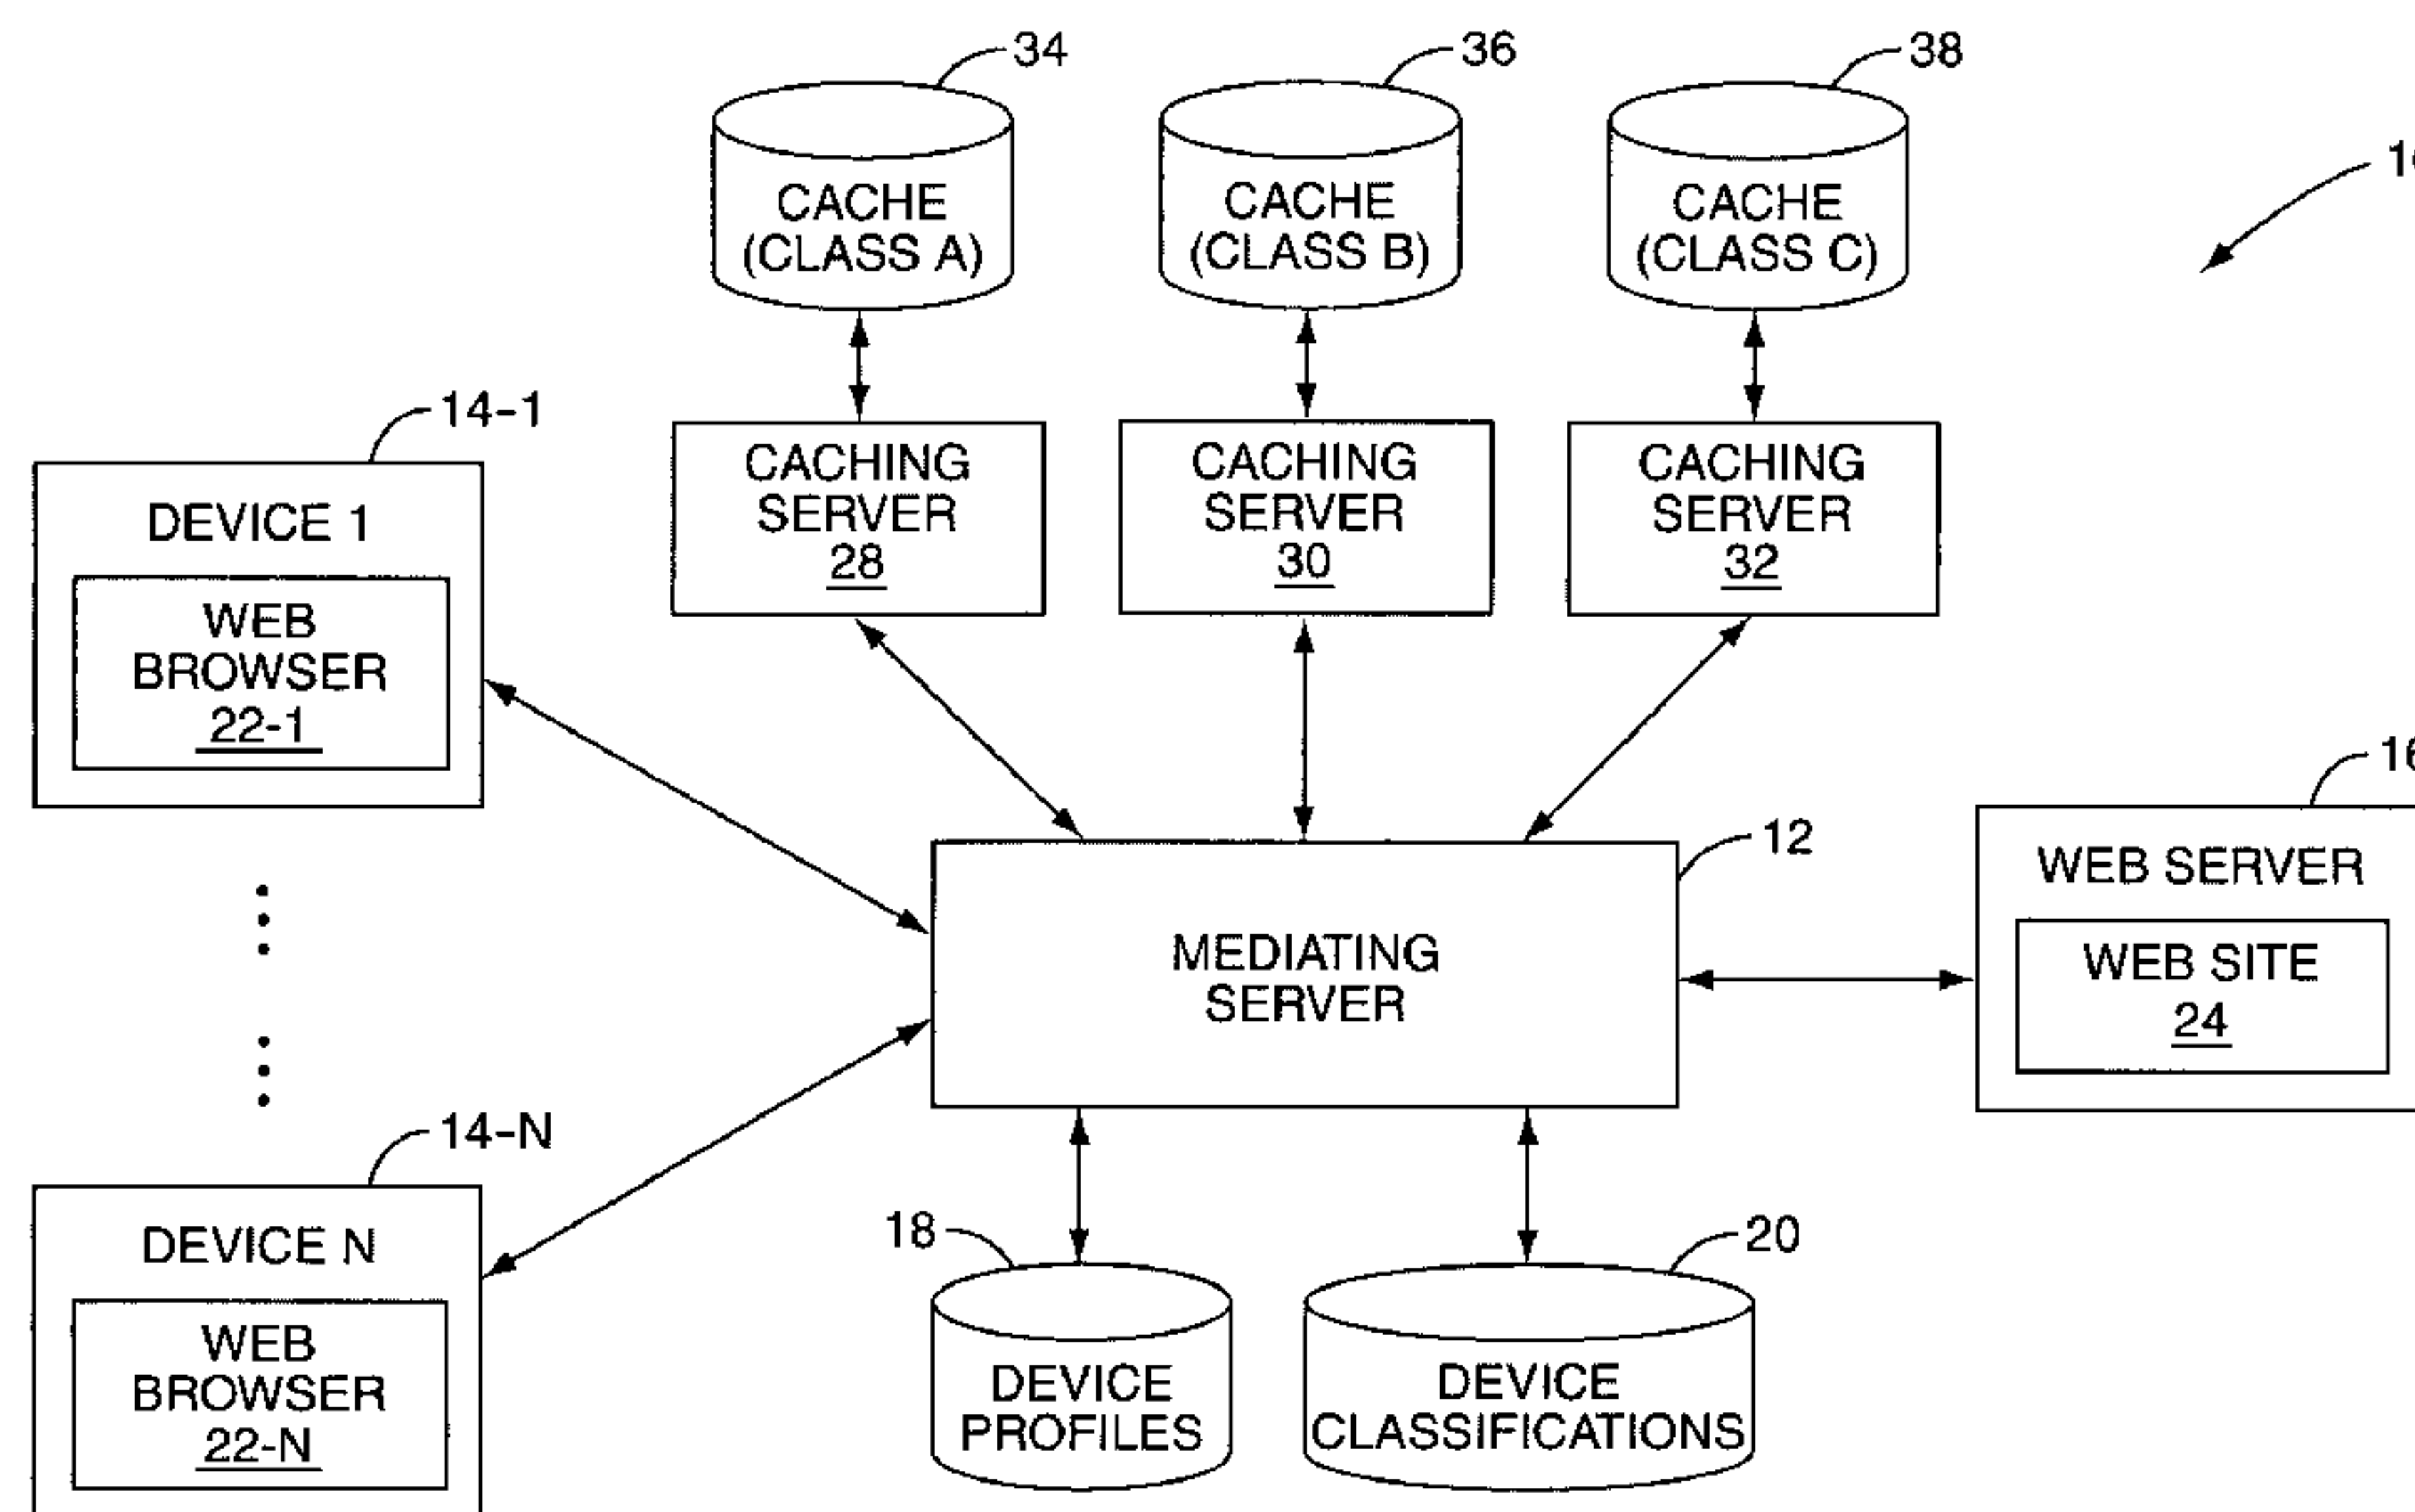 34
36
38
CACHE
(CLASS A)
CACHE
(CLASS B)
CACHE
(CLASS C)
14-1
DEVICE 1
WEB
BROWSER
22-1
CACHING
SERVER
28
CACHING
SERVER
30
CACHING
SERVER
32
12
MEDIATING
SERVER
WEB SERVER
WEB SITE
24
14-N
DEVICE N
WEB
BROWSER
22-N
18
DEVICE
PROFILES
20
DEVICE
CLASSIFICATIONS